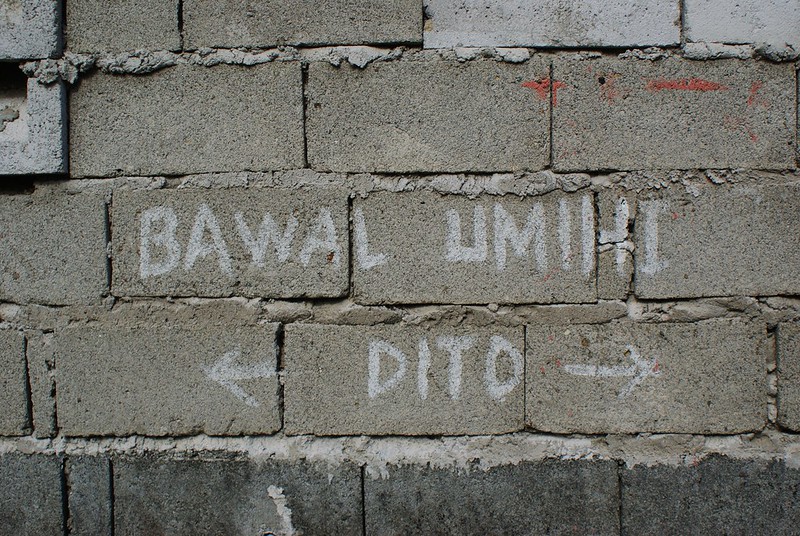 BAWAL UMIHI
← DITO →